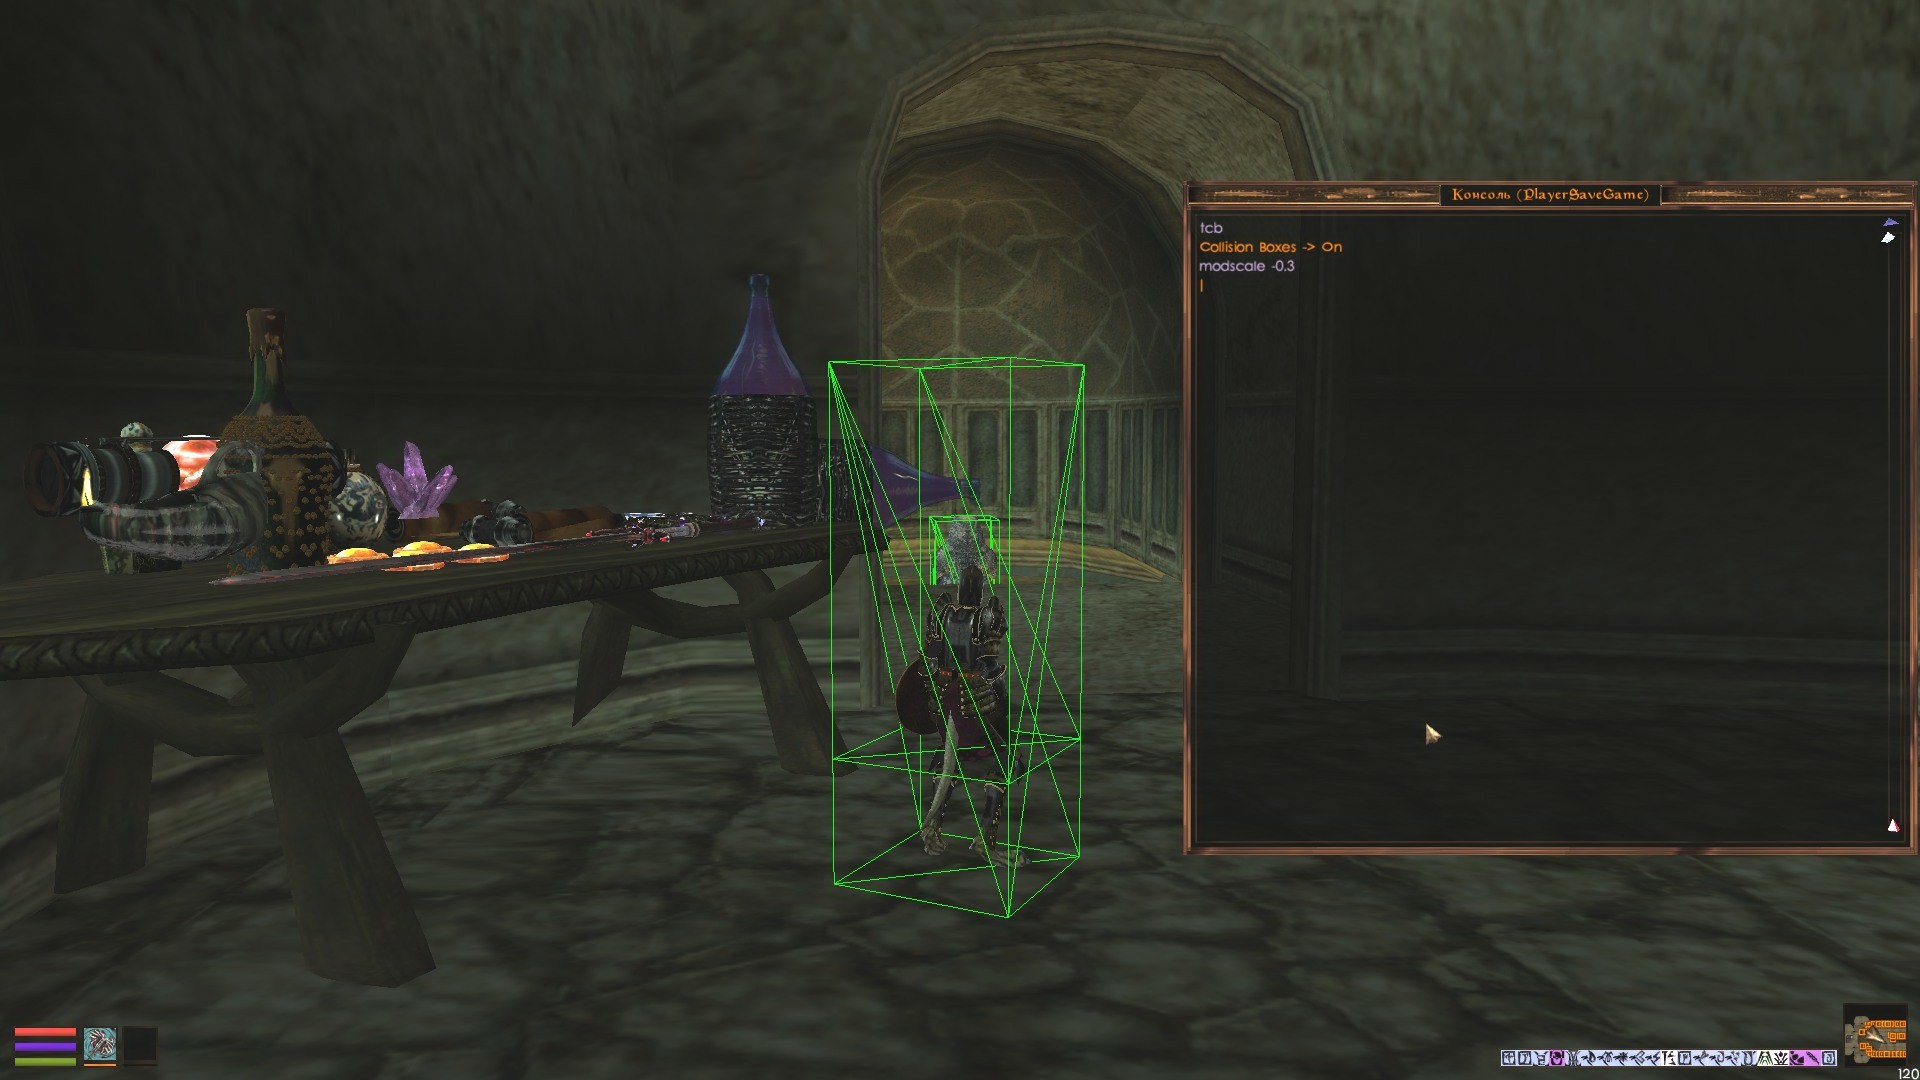 Консоль (PlayerSaveGame)
tcb
Collision Boxes -> On
modscale -0.3
120